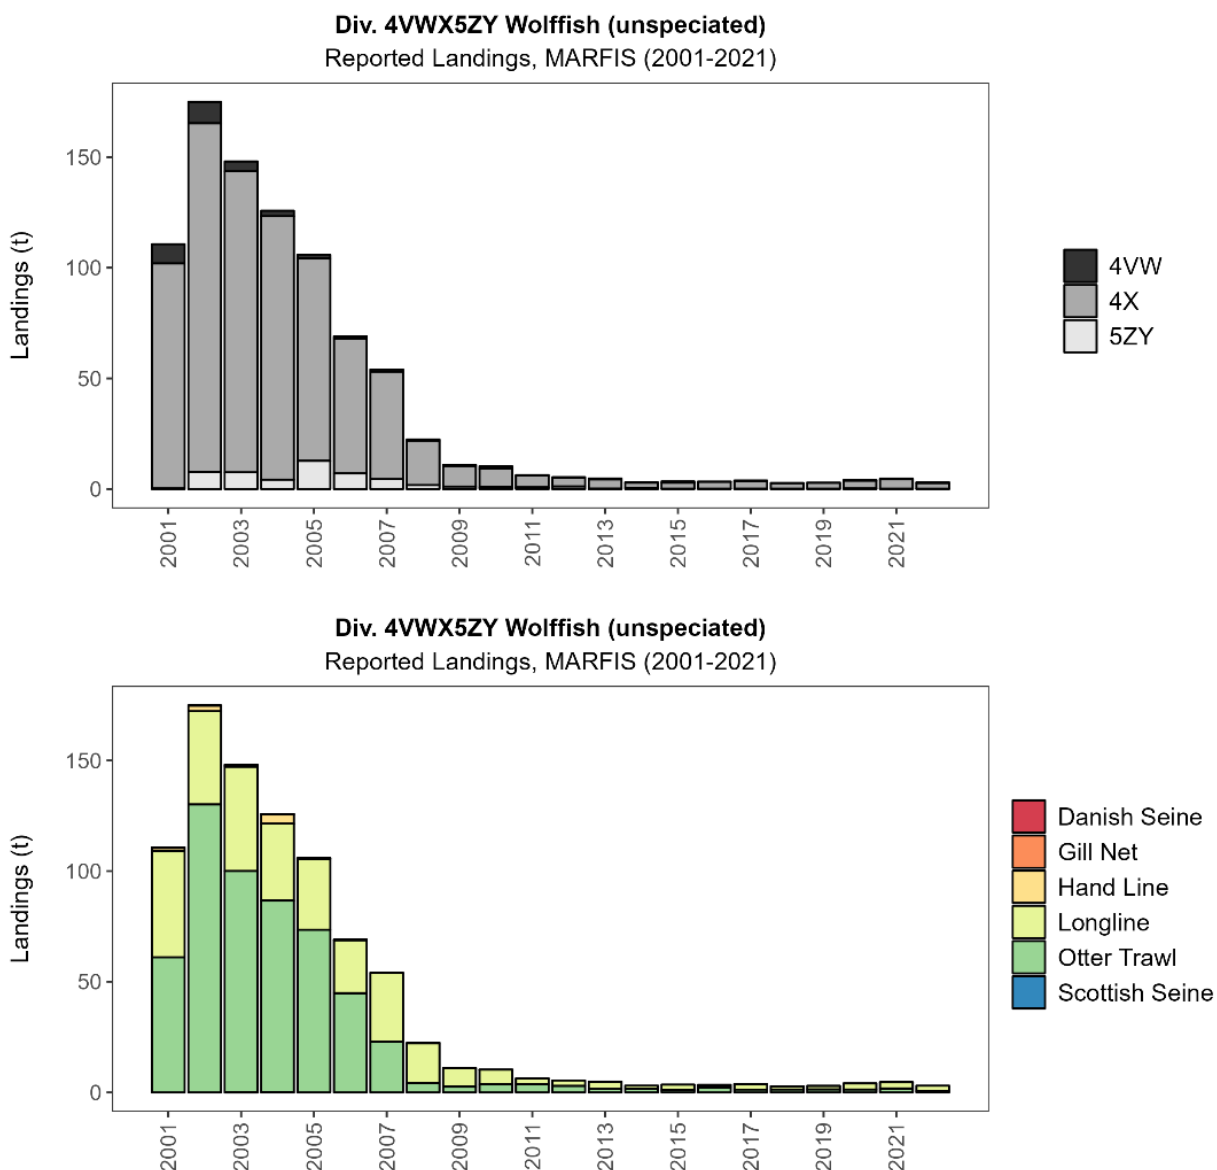 Div. 4VWX5ZY Wolffish (unspeciated)
Reported Landings, MARFIS (2001-2021)
Landings (t)
150
100
50
0
2001
2003
2005
2007
2009
2011
2013
2015
2017
2019
2021
4VW
4X
5ZY
Div. 4VWX5ZY Wolffish (unspeciated)
Reported Landings, MARFIS (2001-2021)
Landings (t)
150
100
50
0
2001
2003
2005
2007
2009
2011
2013
2015
2017
2019
2021
Danish Seine
Gill Net
Hand Line
Longline
Otter Trawl
Scottish Seine